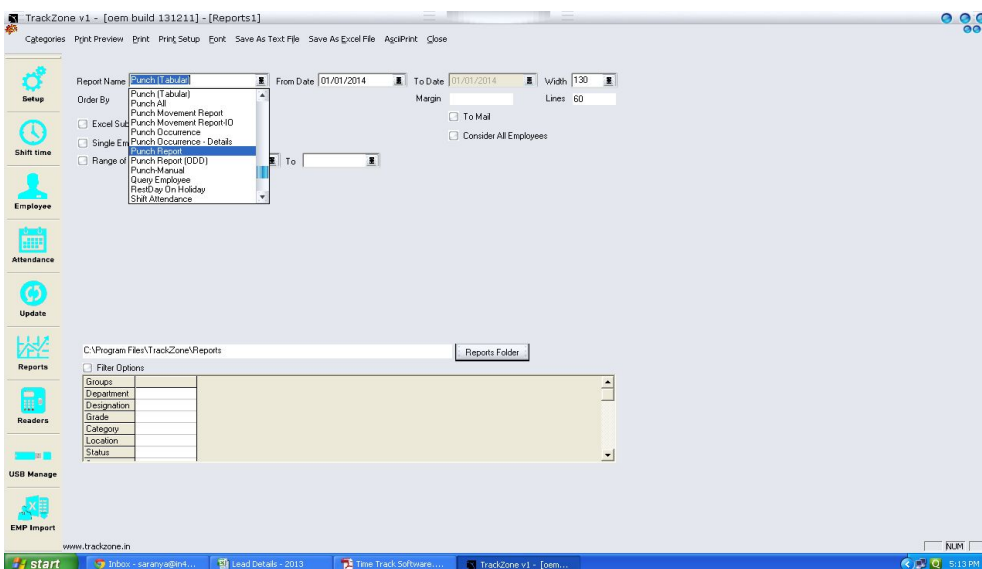 TrackZone v1 - [oem build 131211] - [Reports1]
Categories Print Preview Print Print Setup Font Save As Text File Save As Excel File AsciiPrint Close
Setup
Shift time
Employee
Attendance
Update
Reports
Readers
USB Manage
EMP Import
Report Name Punch (Tabular) From Date 01/01/2014 To Date 01/01/2014 Width 130
Order By Margin Lines 60
Punch (Tabular)
Punch All
Punch Movement Report
Punch Movement Report-IO
Punch Occurrence
Punch Occurrence - Details
Punch Report
Punch Report (ODD)
Punch-Manual
Query Employee
RestDay On Holiday
Shift Attendance
Excel Sub
To Mail
Single Em
Consider All Employees
Range of To
C:\Program Files\TrackZone\Reports Reports Folder
Filter Options
Groups
Department
Designation
Grade
Category
Location
Status
www.trackzone.in NUM
start Inbox - saranya@in4... Lead Details - 2013 Time Track Software.... TrackZone v1 - [oem... 5:13 PM